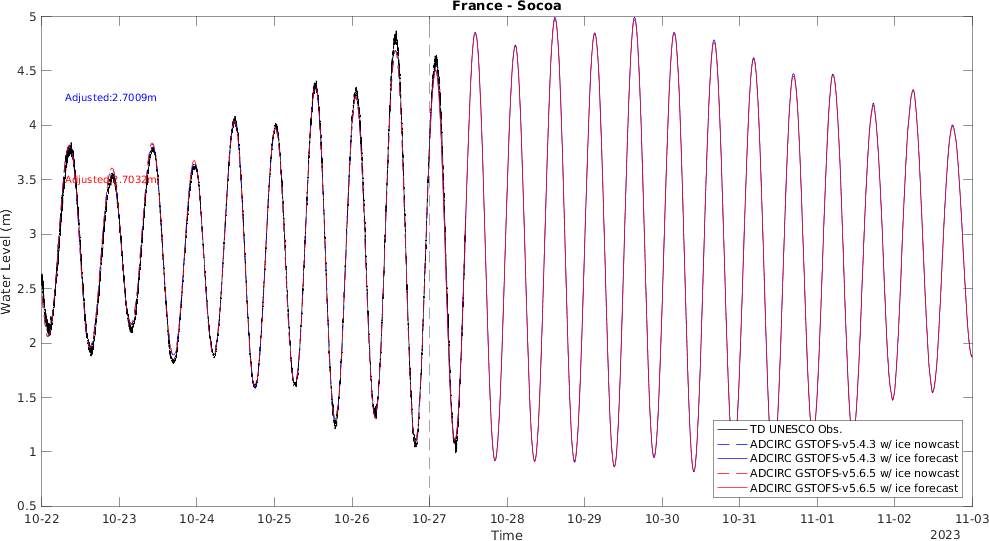 France - Socoa
Water Level (m)
5
4.5
4
3.5
3
2.5
2
1.5
1
0.5
Adjusted:2.7009m
Adjusted:2.7032m
TD UNESCO Obs.
ADCIRC GSTOFS-v5.4.3 w/ ice nowcast
ADCIRC GSTOFS-v5.4.3 w/ ice forecast
ADCIRC GSTOFS-v5.6.5 w/ ice nowcast
ADCIRC GSTOFS-v5.6.5 w/ ice forecast
10-22 10-23 10-24 10-25 10-26 10-27 10-28 10-29 10-30 10-31 11-01 11-02 11-03
Time
2023